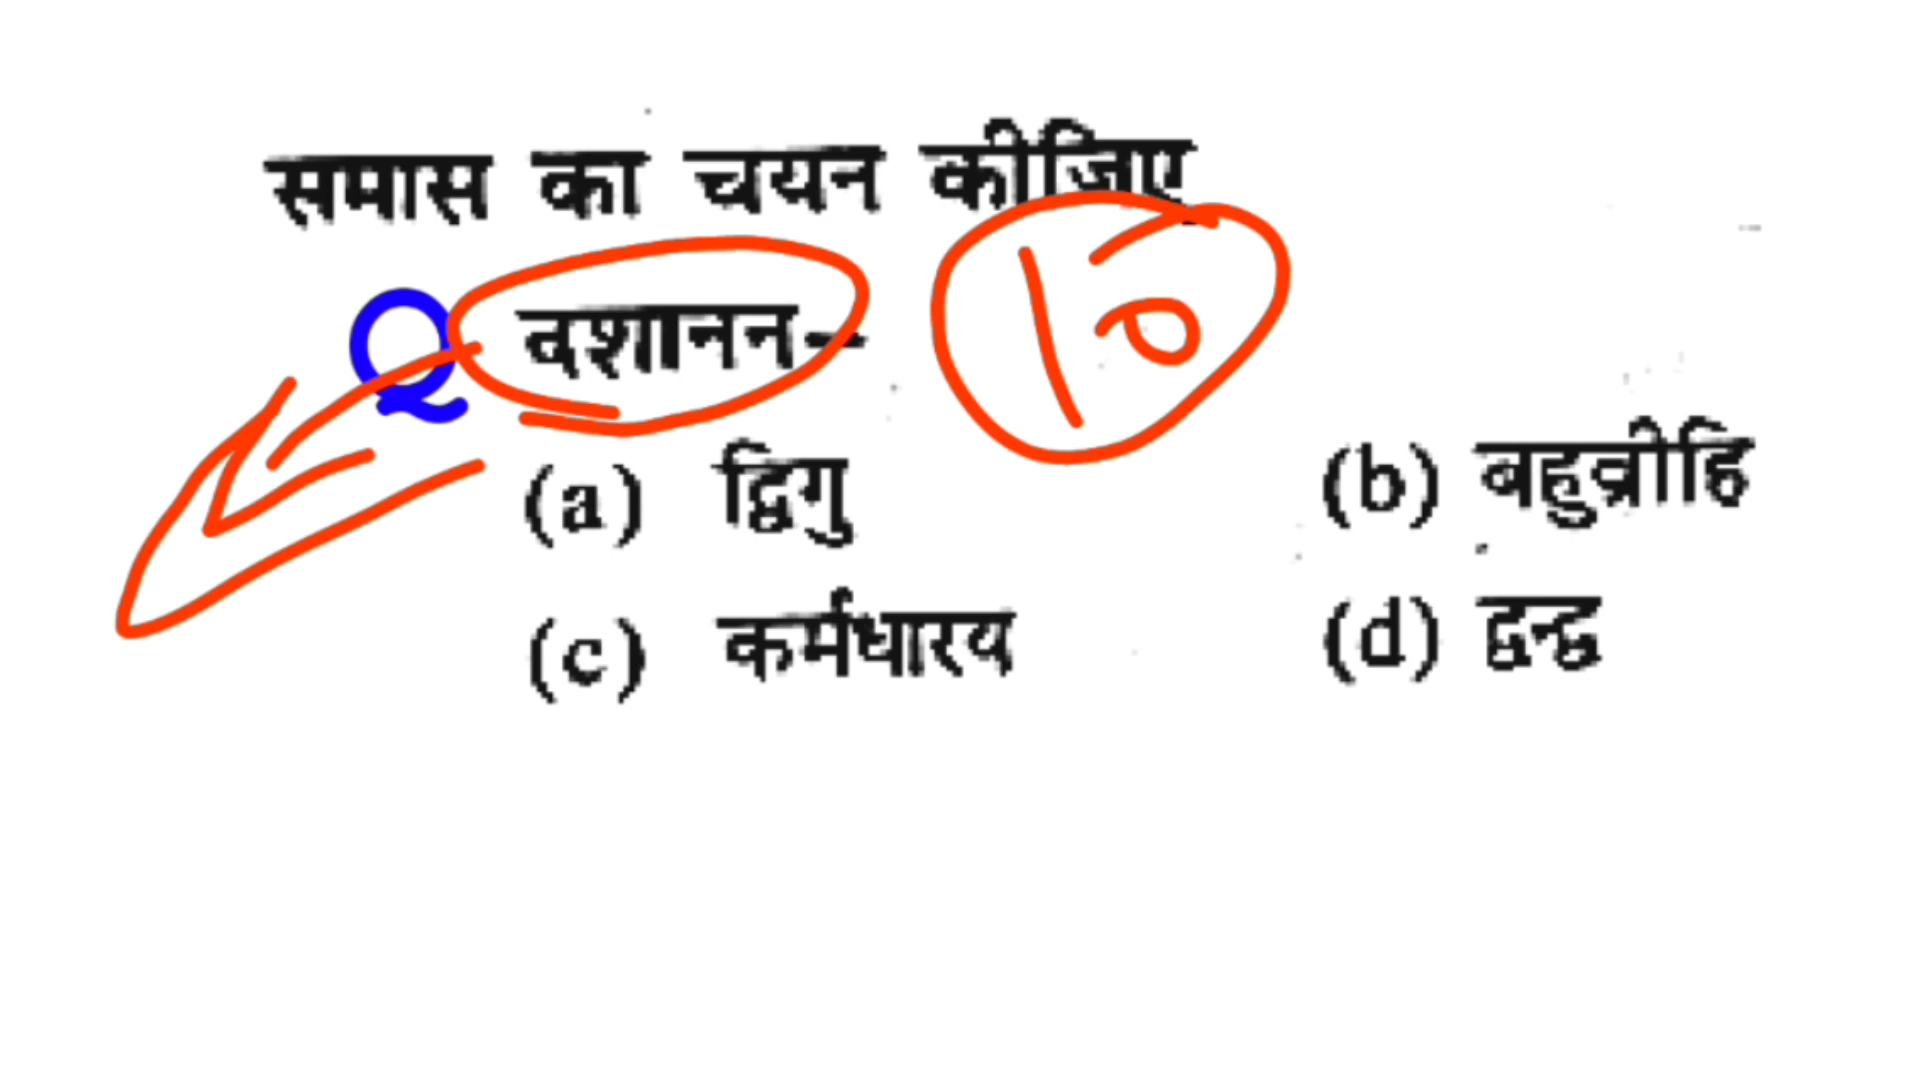 समास का चयन कीजिए
Q दशानन– 10
(a) द्विगु (b) बहुव्रीहि
(c) कर्मधारय (d) द्वन्द्व